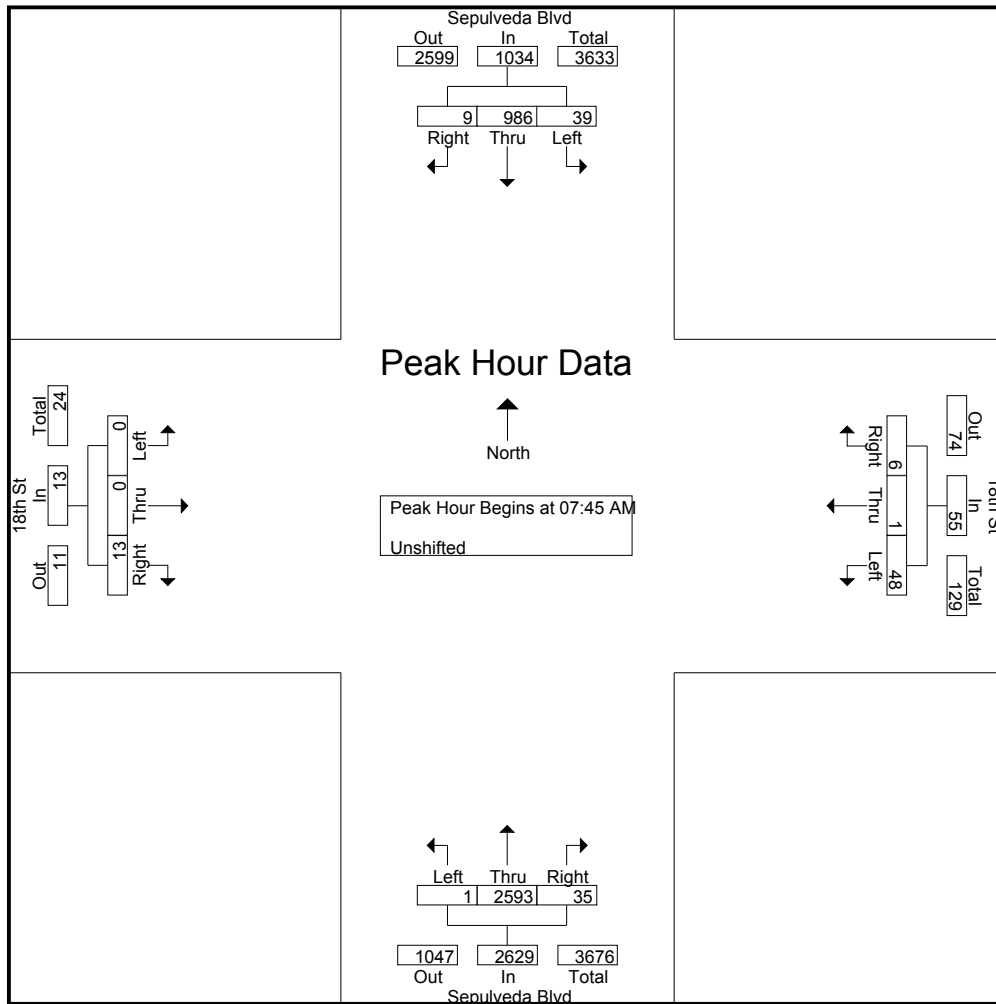 Sepulveda Blvd
Out In Total
2599 1034 3633
9 986 39
Right Thru Left
Peak Hour Data
North
Peak Hour Begins at 07:45 AM
Unshifted
18th St
Total In Out
24 13 11
0 0 13
Left Thru Right
Right Thru Left
6 1 48
Out In Total
74 55 129
18th St
Left Thru Right
1 2593 35
1047 2629 3676
Out In Total
Sepulveda Blvd